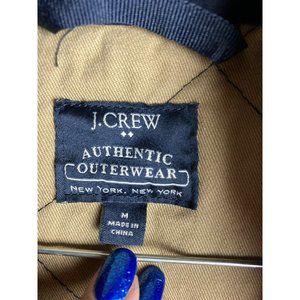 J.CREW
AUTHENTIC
OUTERWEAR
NEW YORK, NEW YORK
M
MADE IN
CHINA